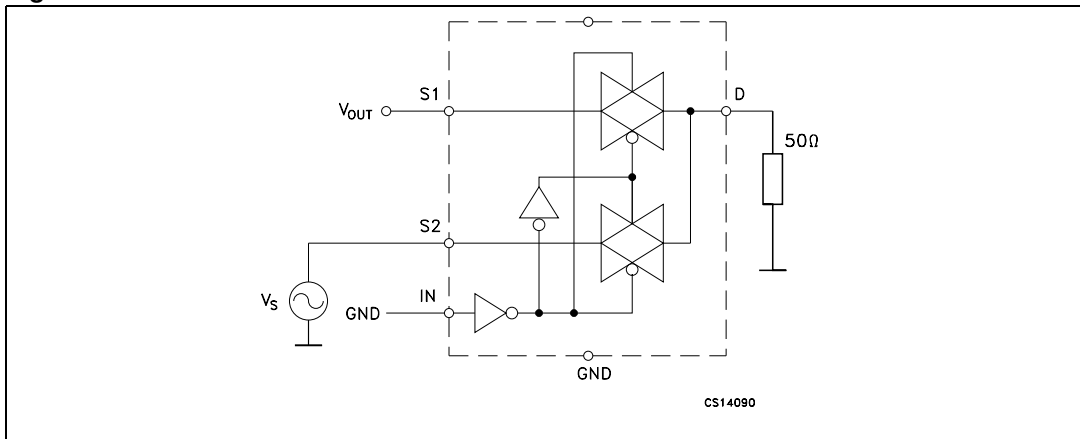 S1
D
VOUT
50Ω
S2
IN
VS
GND
GND
CS14090